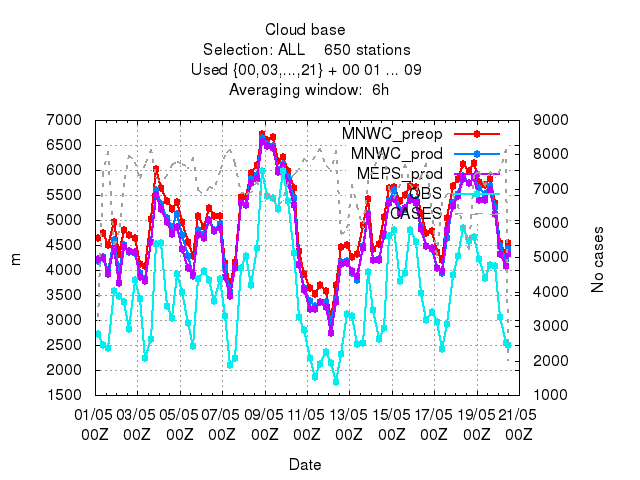 Cloud base
Selection: ALL    650 stations
Used {00,03,...,21} + 00 01 ... 09
Averaging window:  6h
7000
6500
6000
5500
5000
4500
4000
3500
3000
2500
2000
1500
m
9000
8000
7000
6000
5000
4000
3000
2000
1000
No cases
MNWC_preop
MNWC_prod
MEPS_prod
OBS
CASES
01/05 03/05 05/05 07/05 09/05 11/05 13/05 15/05 17/05 19/05 21/05
00Z 00Z 00Z 00Z 00Z 00Z 00Z 00Z 00Z 00Z 00Z
Date